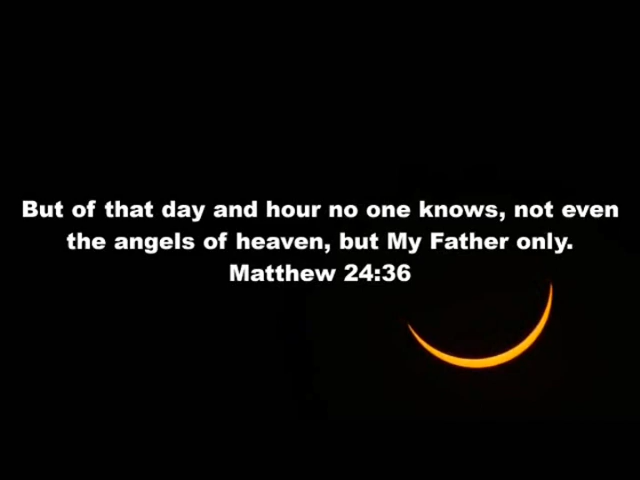 But of that day and hour no one knows, not even
the angels of heaven, but My Father only.
Matthew 24:36